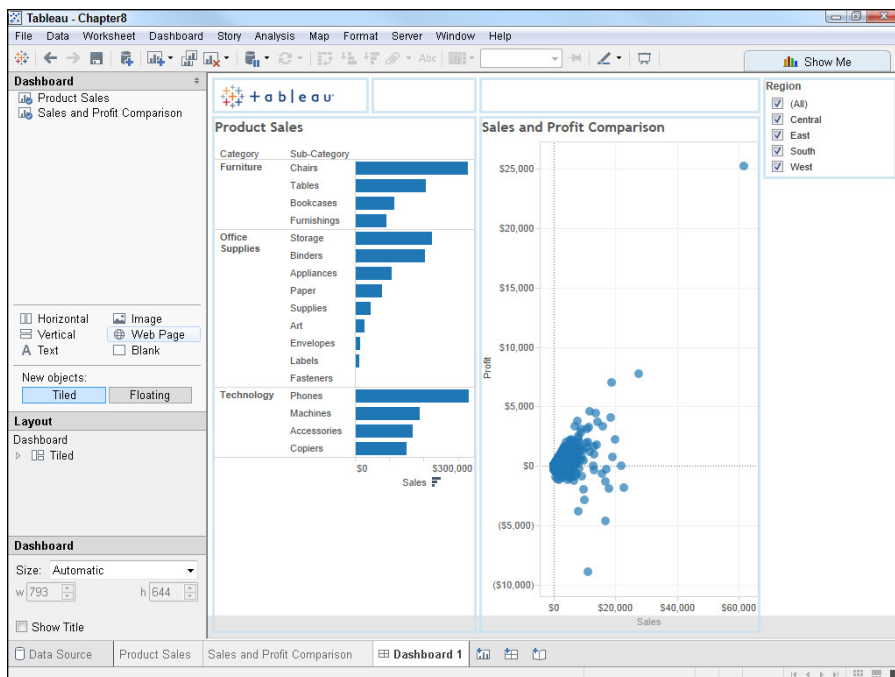 Tableau - Chapter8
File Data Worksheet Dashboard Story Analysis Map Format Server Window Help
Abc
Show Me
Dashboard
Product Sales
Sales and Profit Comparison
Horizontal Image
Vertical Web Page
A Text Blank
New objects:
Tiled Floating
Layout
Dashboard
Tiled
Dashboard
Size: Automatic
w 793 h 644
Show Title
+ a b | e a u
Product Sales
Category Sub-Category
Furniture Chairs
Tables
Bookcases
Furnishings
Office Supplies Storage
Binders
Appliances
Paper
Supplies
Art
Envelopes
Labels
Fasteners
Technology Phones
Machines
Accessories
Copiers
$0 $300,000
Sales
Sales and Profit Comparison
$25,000
$20,000
$15,000
$10,000
$5,000
$0
($5,000)
($10,000)
Profit
$0 $20,000 $40,000 $60,000
Sales
Region
(All)
Central
East
South
West
Data Source Product Sales Sales and Profit Comparison Dashboard 1